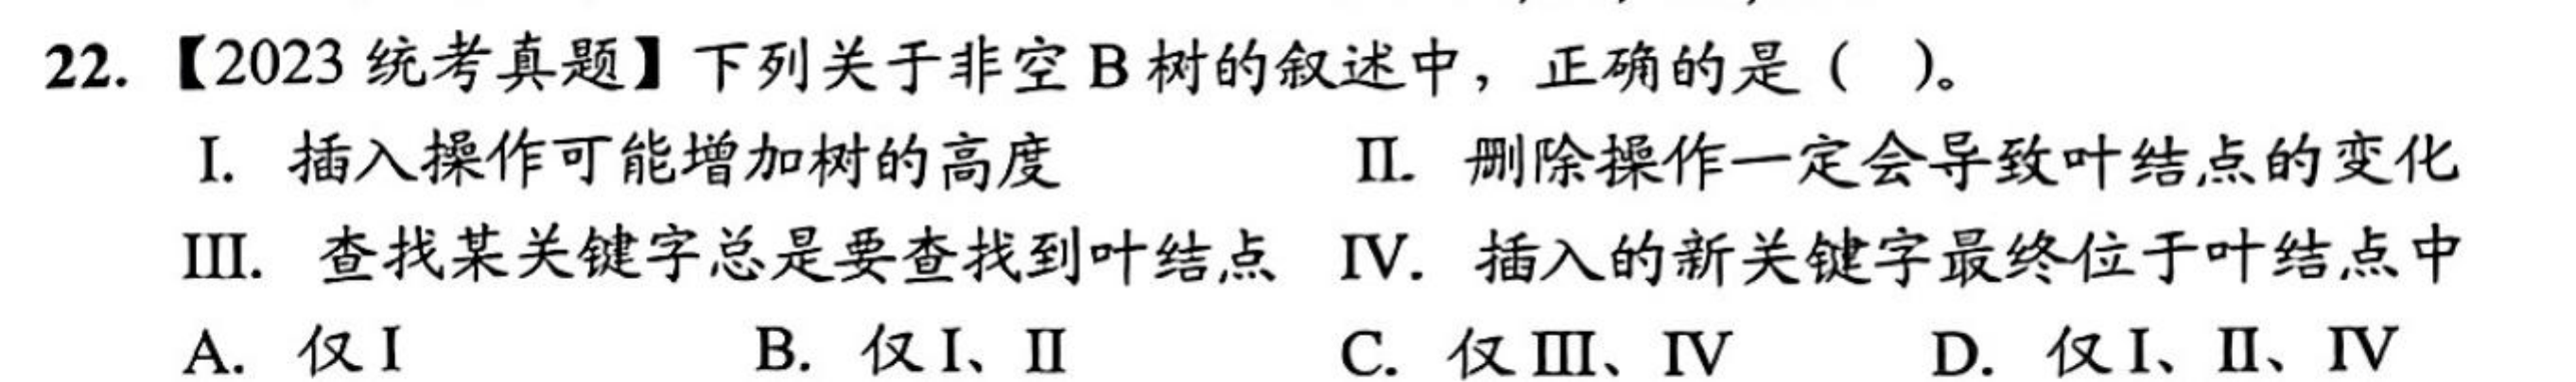 22. 【2023 统考真题】下列关于非空 B 树的叙述中，正确的是（ ）。
I. 插入操作可能增加树的高度 II. 删除操作一定会导致叶结点的变化
III. 查找某关键字总是要查找到叶结点 IV. 插入的新关键字最终位于叶结点中
A. 仅 I B. 仅 I、II C. 仅 III、IV D. 仅 I、II、IV